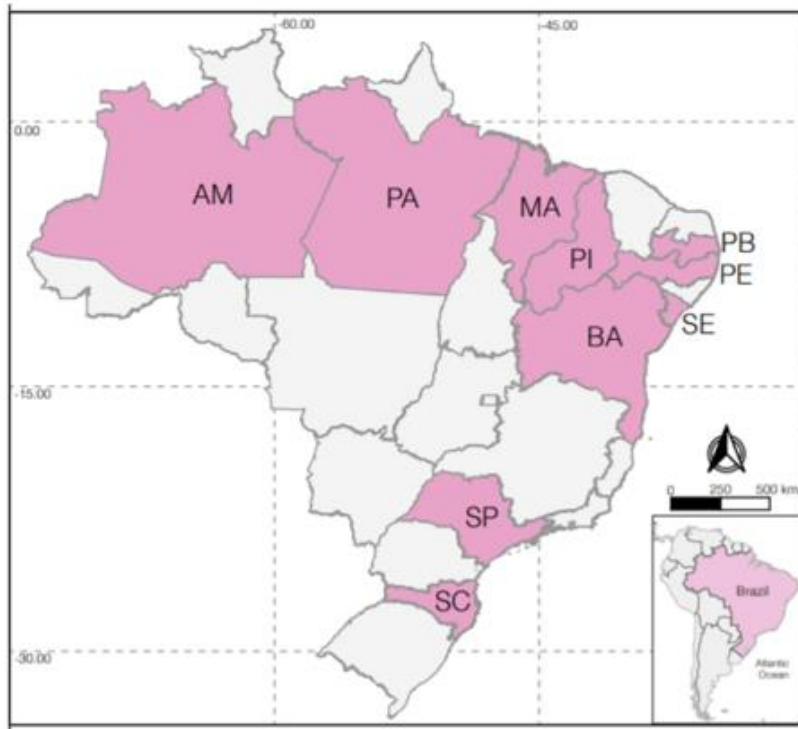 -60.00
-45.00
0.00
AM
PA
MA
PB
PI
PE
SE
BA
-15.00
0 250 500 km
SP
Brazil
SC
Atlantic
Ocean
-30.00